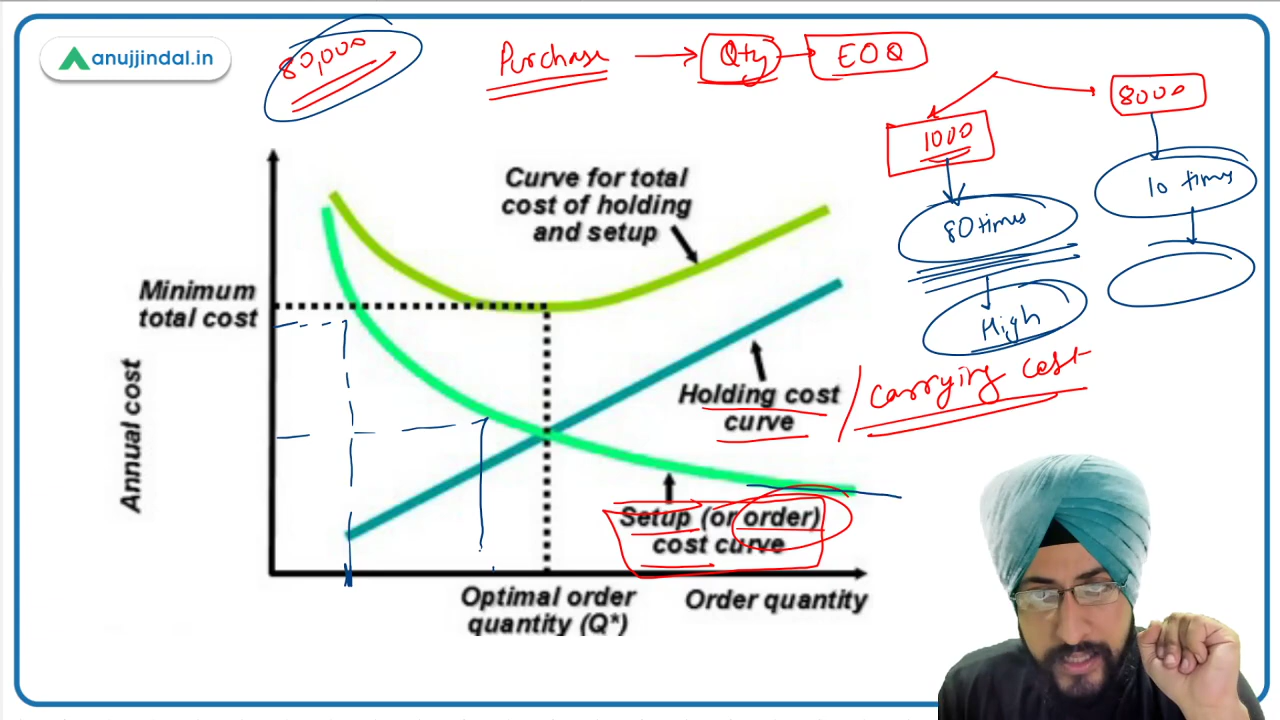 anujjindal.in
80,000
Purchase → Qty → EOQ
1000
8000
80 times
10 times
High
Curve for total
cost of holding
and setup
Minimum
total cost
Annual cost
Holding cost
curve
/ carrying cost
Setup (or order)
cost curve
Optimal order
quantity (Q*)
Order quantity